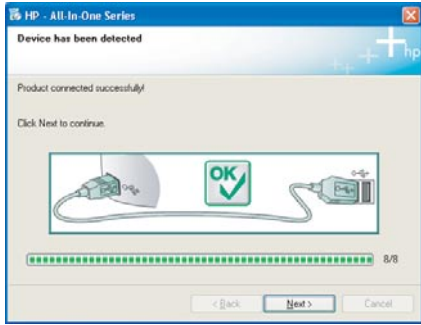 HP - All-In-One Series
Device has been detected
hp
Product connected successfully!
Click Next to continue.
OK
8/8
< Back
Next >
Cancel